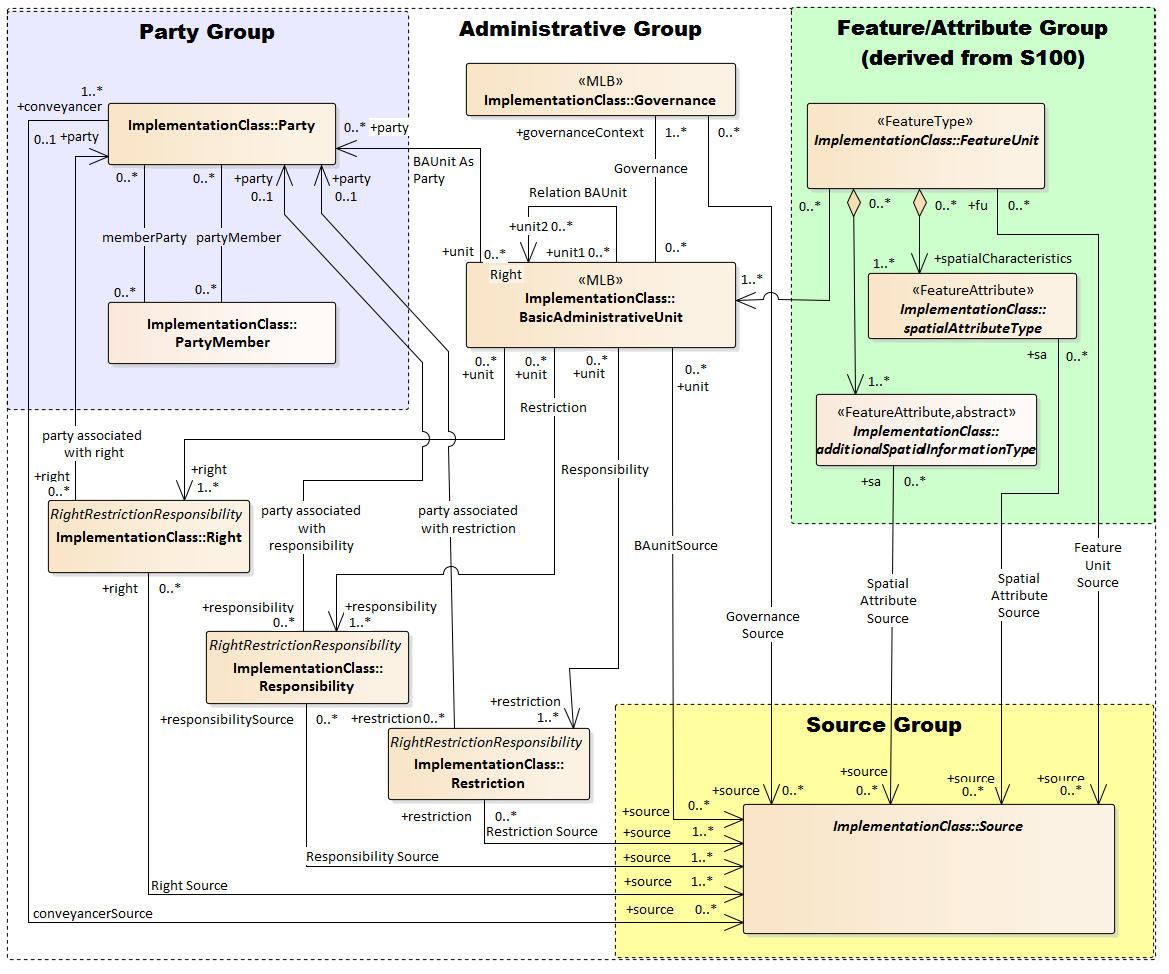 Party Group
Administrative Group
Feature/Attribute Group
(derived from S100)
1..*
+conveyancer
0..1 +party
ImplementationClass::Party
0..* +party
+party
0..1
+party
0..1
0..*
0..*
memberParty
partyMember
0..*
0..*
ImplementationClass::
PartyMember
«MLB»
ImplementationClass::Governance
+governanceContext
1..*
0..*
Governance
BAUnit As
Party
Relation BAUnit
+unit2 0..*
+unit1 0..*
0..*
+unit
0..*
Right
«MLB»
ImplementationClass::
BasicAdministrativeUnit
1..*
«FeatureType»
ImplementationClass::FeatureUnit
0..*
0..*
0..*
+fu
0..*
1..*
+spatialCharacteristics
«FeatureAttribute»
ImplementationClass::
spatialAttributeType
+sa
0..*
1..*
«FeatureAttribute,abstract»
ImplementationClass::
additionalSpatialInformationType
+sa
0..*
0..*
+unit
0..*
+unit
0..*
+unit
0..*
+unit
Restriction
Responsibility
party associated
with right
+right
0..*
+right
1..*
RightRestrictionResponsibility
ImplementationClass::Right
+right
0..*
party associated
with
responsibility
party associated
with restriction
BAunitSource
Governance
Source
Spatial
Attribute
Source
Spatial
Attribute
Source
Feature
Unit
Source
+responsibility
0..*
+responsibility
1..*
RightRestrictionResponsibility
ImplementationClass::
Responsibility
+responsibilitySource
0..*
+restriction 0..*
+restriction
1..*
RightRestrictionResponsibility
ImplementationClass::
Restriction
+restriction
0..*
Restriction Source
Responsibility Source
Right Source
conveyancerSource
Source Group
+source
0..*
+source
0..*
+source
0..*
+source
0..*
+source
0..*
+source
1..*
+source
1..*
+source
1..*
+source
0..*
ImplementationClass::Source